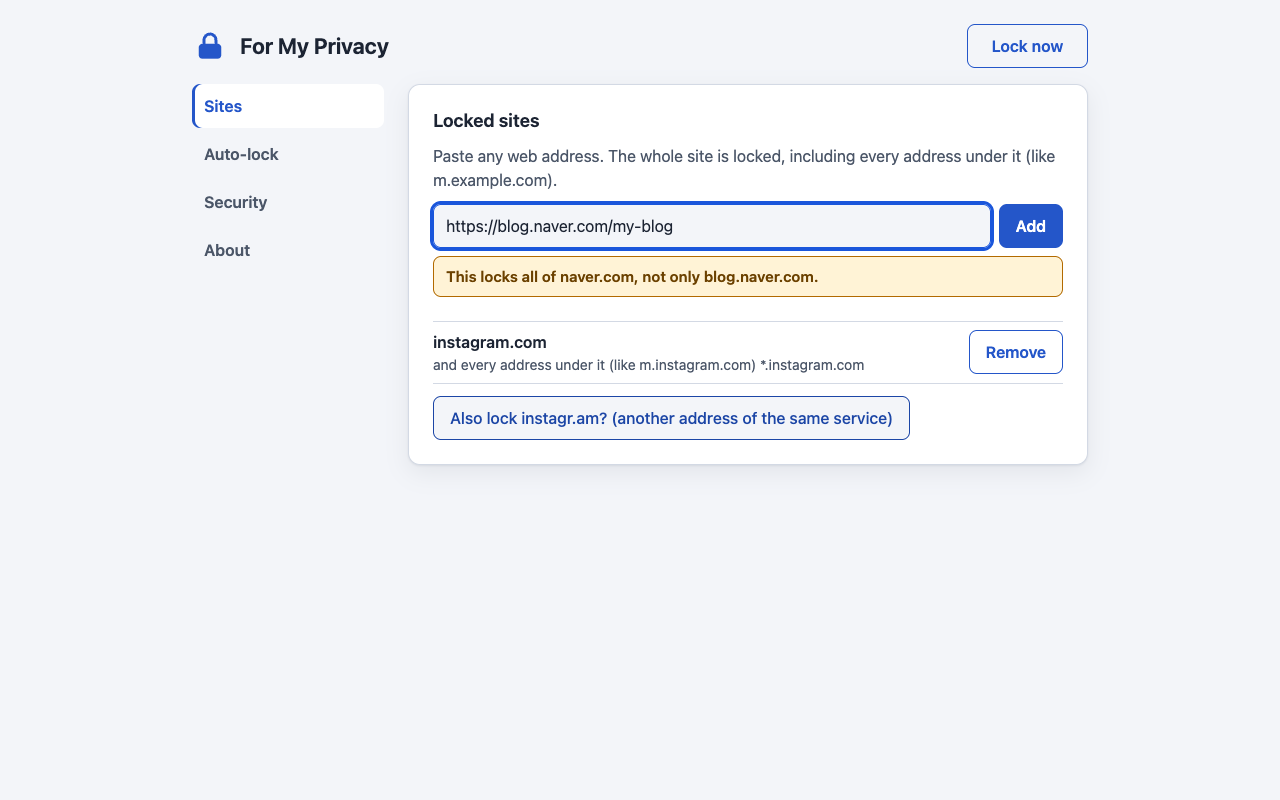 For My Privacy
Lock now
Sites
Auto-lock
Security
About
Locked sites
Paste any web address. The whole site is locked, including every address under it (like
m.example.com).
https://blog.naver.com/my-blog
Add
This locks all of naver.com, not only blog.naver.com.
instagram.com
and every address under it (like m.instagram.com) *.instagram.com
Remove
Also lock instagr.am? (another address of the same service)